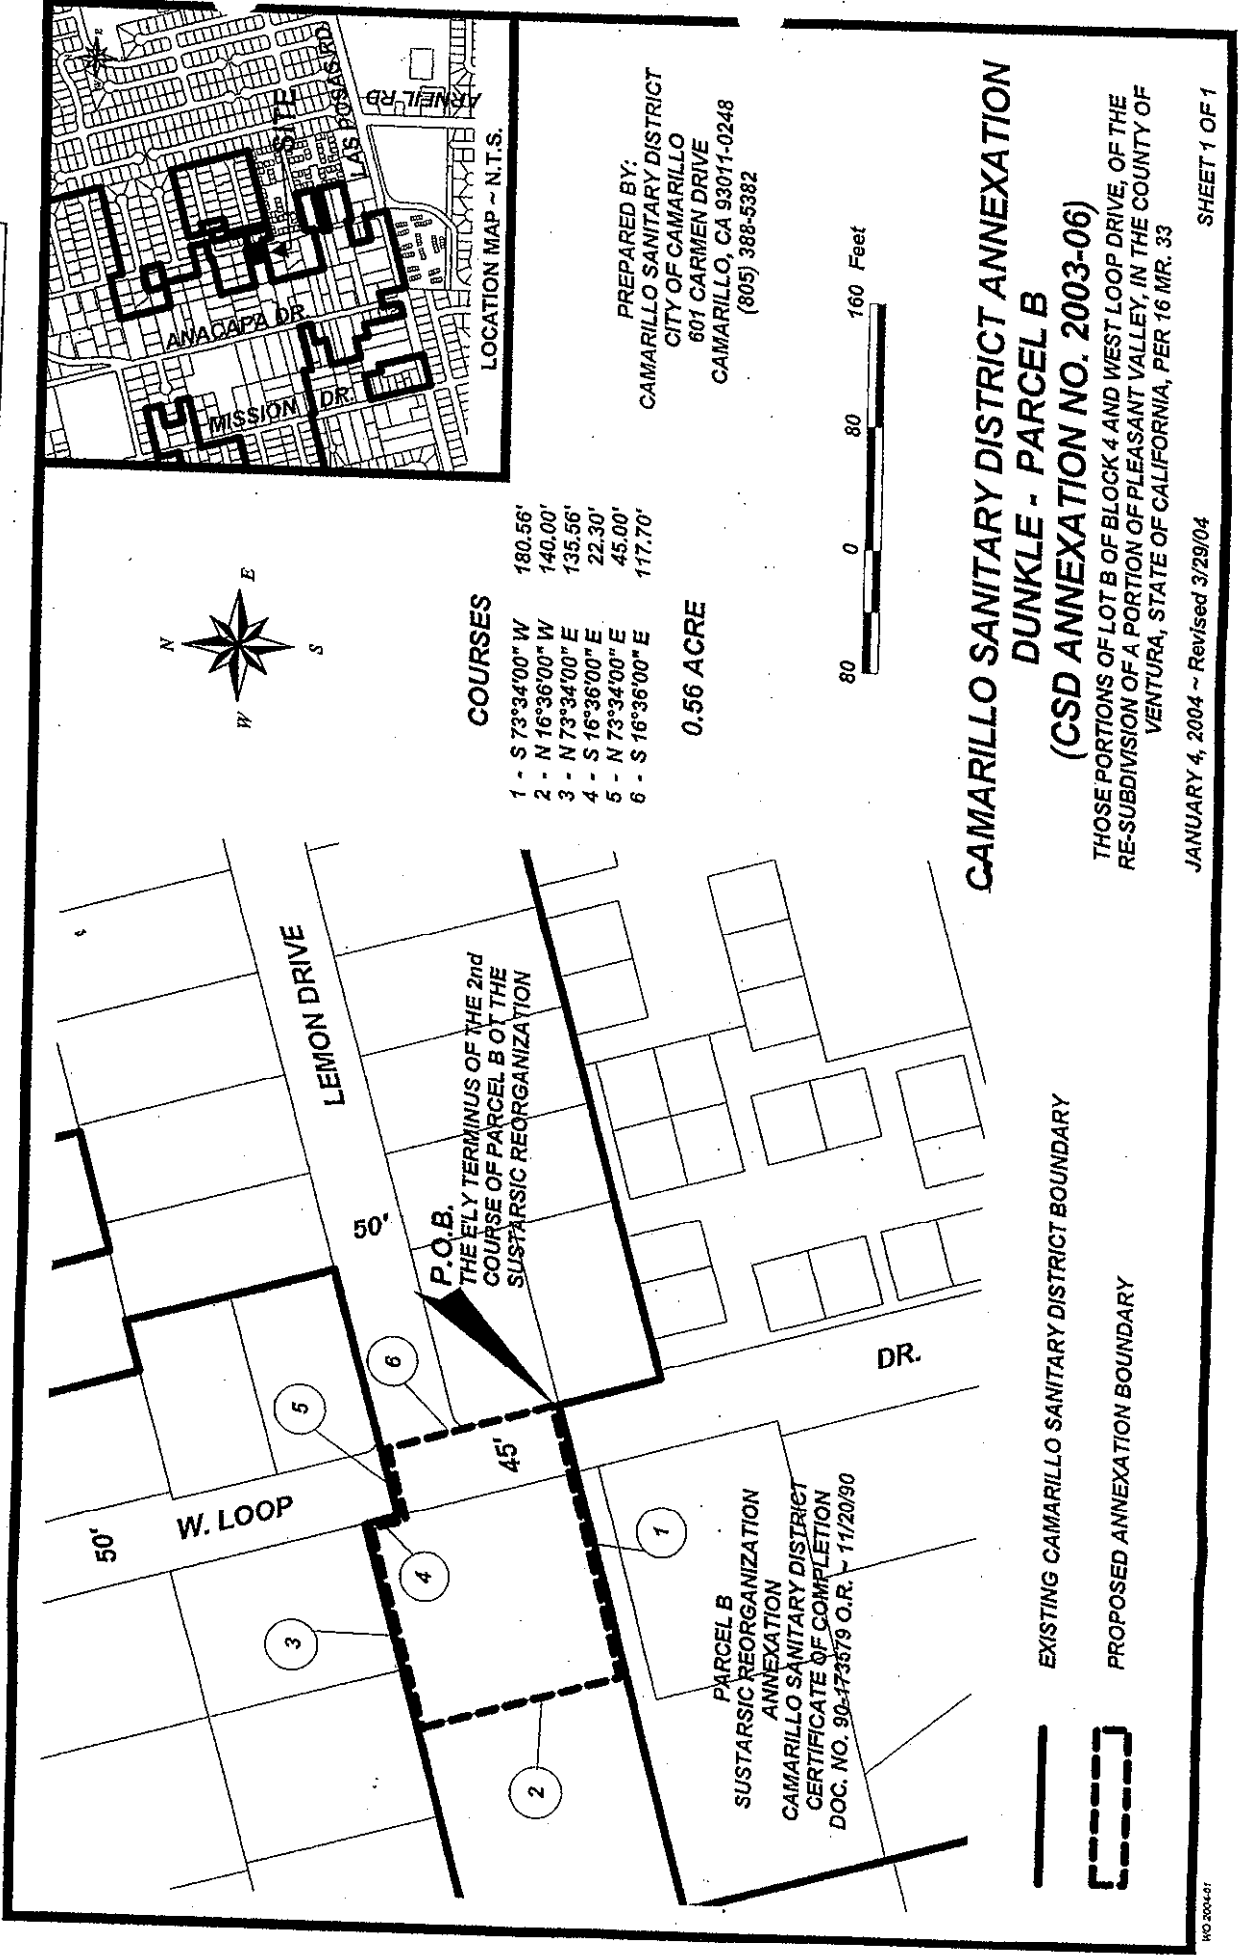 LOCATION MAP ~ N.T.S.
SITE
LAS POSAS RD
ARNEIL RD
ANACAPA DR.
MISSION DR.
N
W
E
S
COURSES
1 - S 73°34'00" W 180.56'
2 - N 16°36'00" W 140.00'
3 - N 73°34'00" E 135.56'
4 - S 16°36'00" E 22.30'
5 - N 73°34'00" E 45.00'
6 - S 16°36'00" E 117.70'
0.56 ACRE
PREPARED BY:
CAMARILLO SANITARY DISTRICT
CITY OF CAMARILLO
601 CARMEN DRIVE
CAMARILLO, CA 93011-0248
(805) 388-5382
80 0 80 160 Feet
LEMON DRIVE
50'
50'
W. LOOP
DR.
45'
P.O.B.
THE E'LY TERMINUS OF THE 2nd
COURSE OF PARCEL B OT THE
SUSTARSIC REORGANIZATION
1
2
3
4
5
6
PARCEL B
SUSTARSIC REORGANIZATION
ANNEXATION
CAMARILLO SANITARY DISTRICT
CERTIFICATE OF COMPLETION
DOC. NO. 90-173579 O.R. ~ 11/20/90
EXISTING CAMARILLO SANITARY DISTRICT BOUNDARY
PROPOSED ANNEXATION BOUNDARY
CAMARILLO SANITARY DISTRICT ANNEXATION
DUNKLE - PARCEL B
(CSD ANNEXATION NO. 2003-06)
THOSE PORTIONS OF LOT B OF BLOCK 4 AND WEST LOOP DRIVE, OF THE
RE-SUBDIVISION OF A PORTION OF PLEASANT VALLEY, IN THE COUNTY OF
VENTURA, STATE OF CALIFORNIA, PER 16 MR. 33
JANUARY 4, 2004 ~ Revised 3/29/04
SHEET 1 OF 1
WO 2004-01